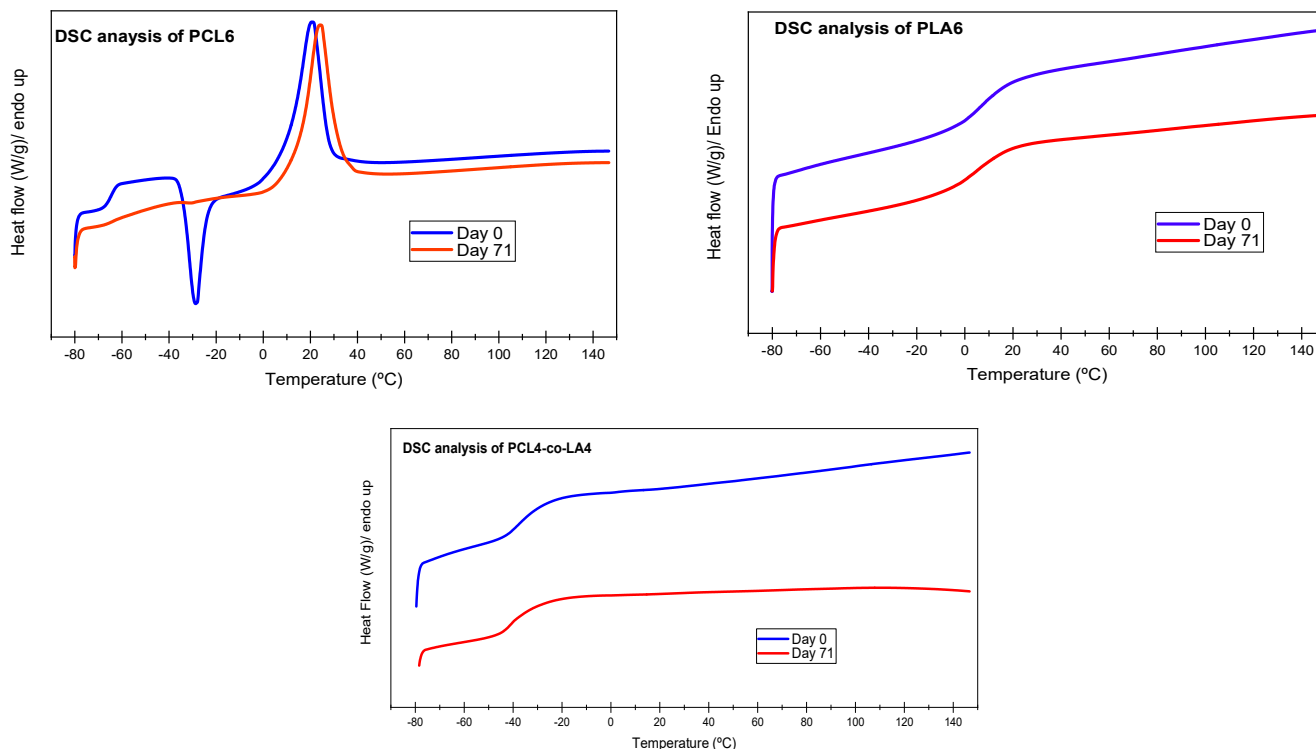 DSC anaysis of PCL6
Heat flow (W/g)/ endo up
Day 0
Day 71
-80 -60 -40 -20 0 20 40 60 80 100 120 140
Temperature (ºC)
DSC analysis of PLA6
Heat flow (W/g)/ Endo up
Day 0
Day 71
-80 -60 -40 -20 0 20 40 60 80 100 120 140
Temperature (ºC)
DSC analysis of PCL4-co-LA4
Heat Flow (W/g)/ endo up
Day 0
Day 71
-80 -60 -40 -20 0 20 40 60 80 100 120 140
Temperature (ºC)